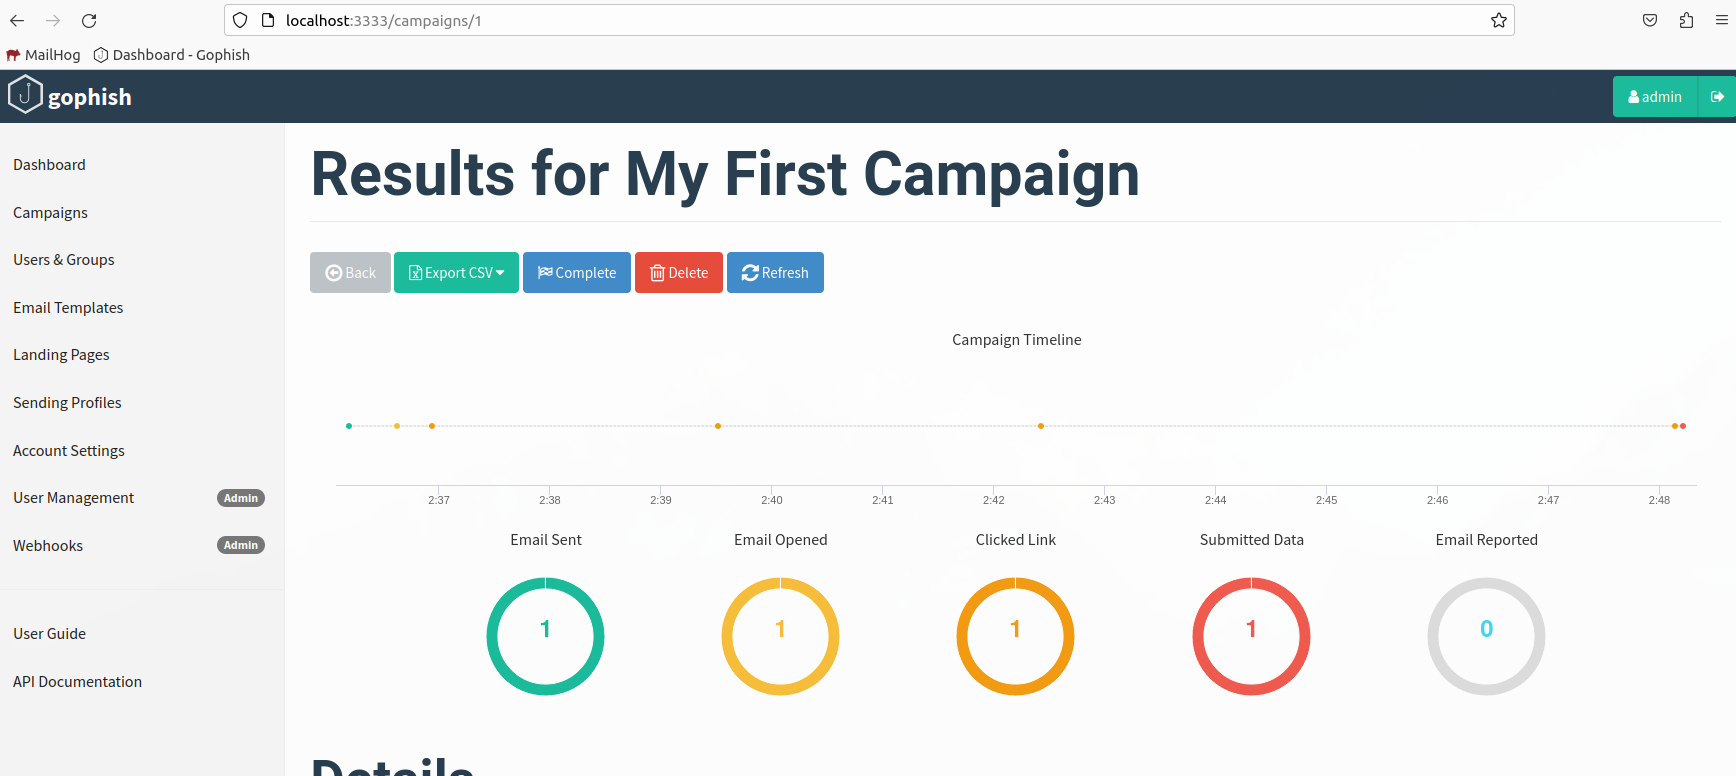 localhost:3333/campaigns/1
MailHog Dashboard - Gophish
gophish
admin
Dashboard
Campaigns
Users & Groups
Email Templates
Landing Pages
Sending Profiles
Account Settings
User Management Admin
Webhooks Admin
User Guide
API Documentation
Results for My First Campaign
Back Export CSV Complete Delete Refresh
Campaign Timeline
2:37 2:38 2:39 2:40 2:41 2:42 2:43 2:44 2:45 2:46 2:47 2:48
Email Sent Email Opened Clicked Link Submitted Data Email Reported
1 1 1 1 0
Details